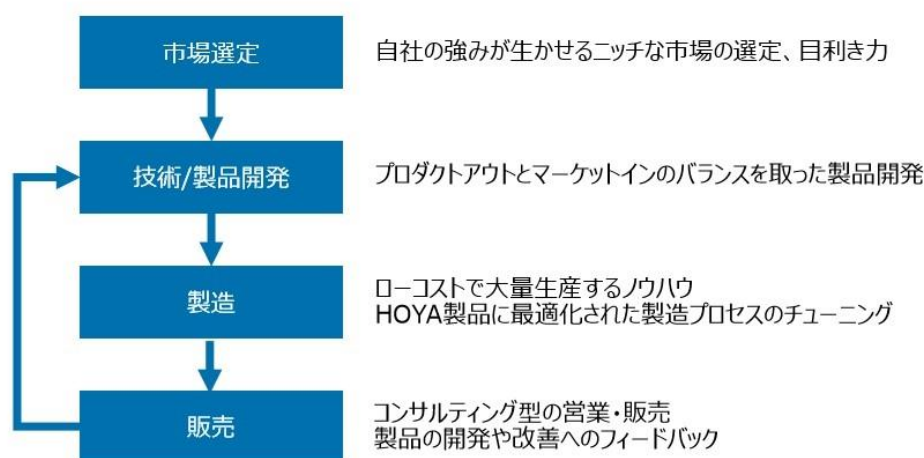 市場選定
自社の強みが生かせるニッチな市場の選定、目利き力
技術/製品開発
プロダクトアウトとマーケットインのバランスを取った製品開発
製造
ローコストで大量生産するノウハウ
HOYA製品に最適化された製造プロセスのチューニング
販売
コンサルティング型の営業・販売
製品の開発や改善へのフィードバック